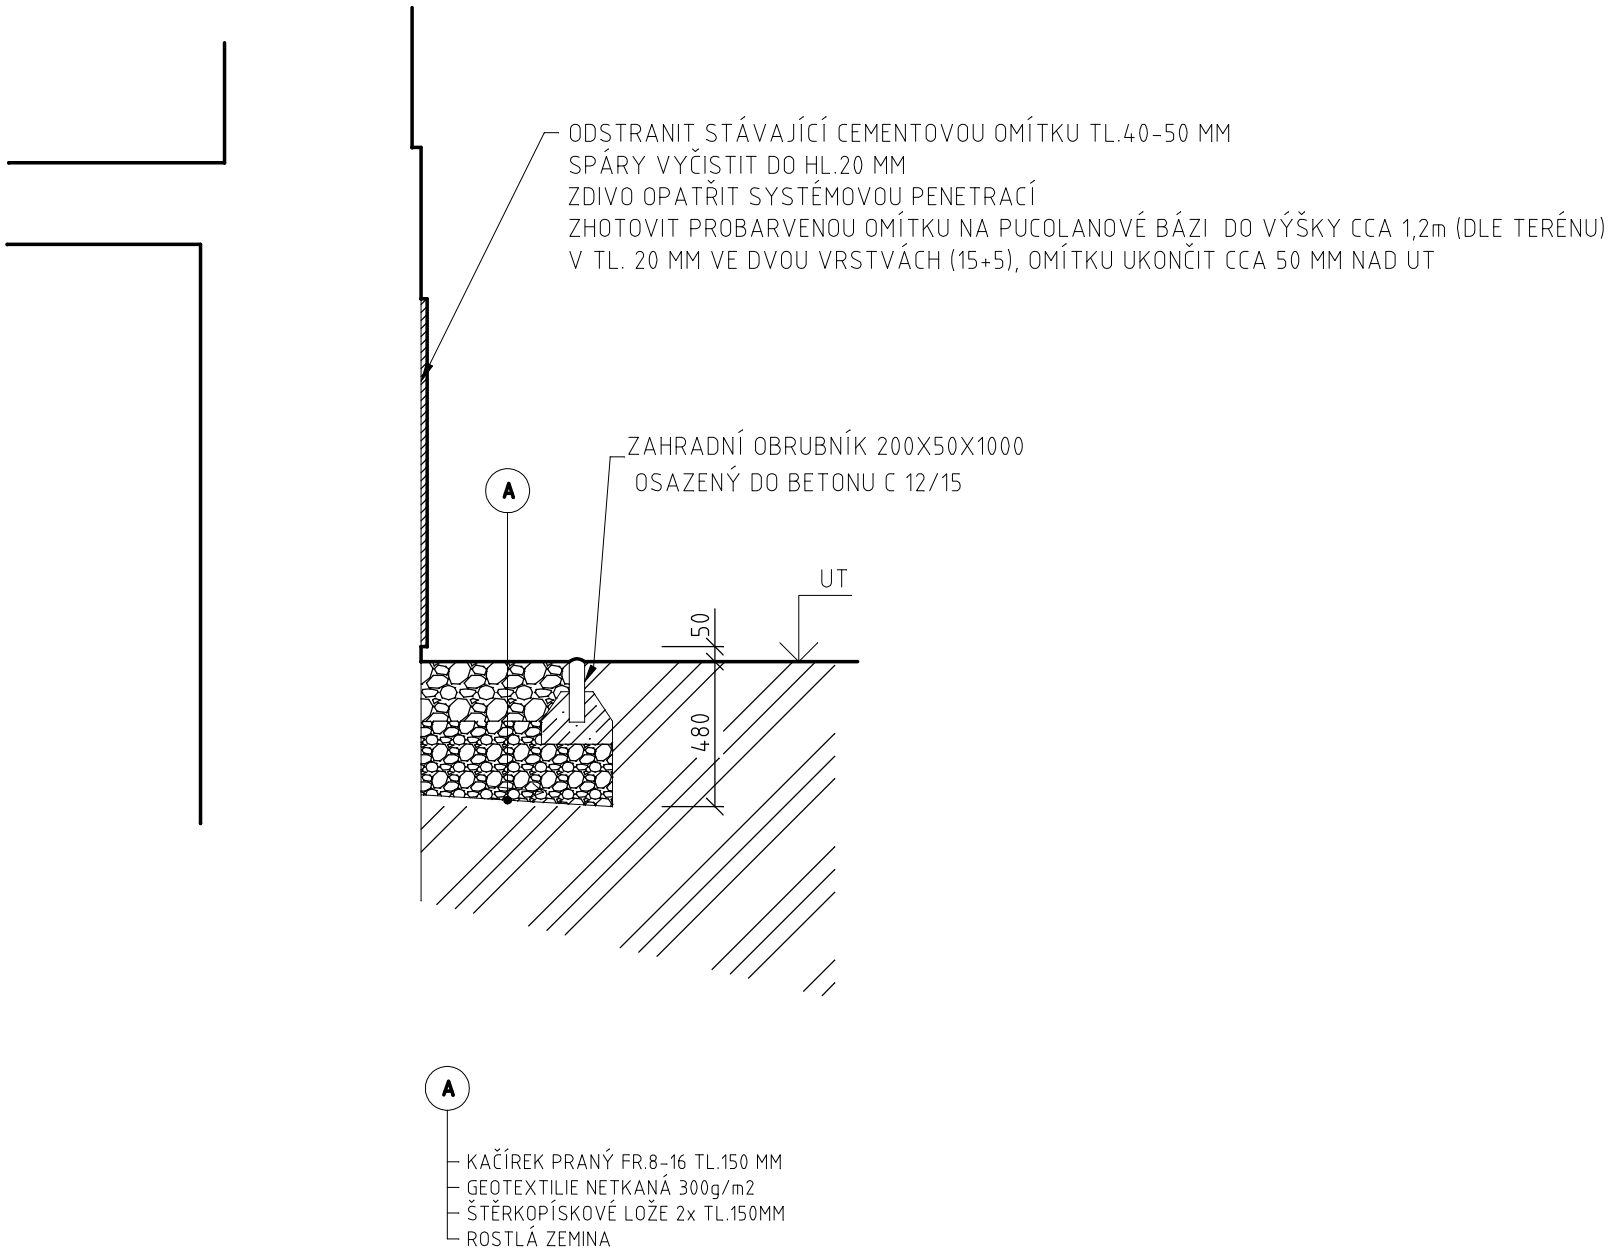 ODSTRANIT STÁVAJÍCÍ CEMENTOVOU OMÍTKU TL.40-50 MM
SPÁRY VYČISTIT DO HL.20 MM
ZDIVO OPATŘIT SYSTÉMOVOU PENETRACÍ
ZHOTOVIT PROBARVENOU OMÍTKU NA PUCOLANOVÉ BÁZI DO VÝŠKY CCA 1,2m (DLE TERÉNU)
V TL. 20 MM VE DVOU VRSTVÁCH (15+5), OMÍTKU UKONČIT CCA 50 MM NAD UT
ZAHRADNÍ OBRUBNÍK 200X50X1000
OSAZENÝ DO BETONU C 12/15
A
UT
50
480
A
KAČÍREK PRANÝ FR.8-16 TL.150 MM
GEOTEXTILIE NETKANÁ 300g/m2
ŠTĚRKOPÍSKOVÉ LOŽE 2x TL.150MM
ROSTLÁ ZEMINA